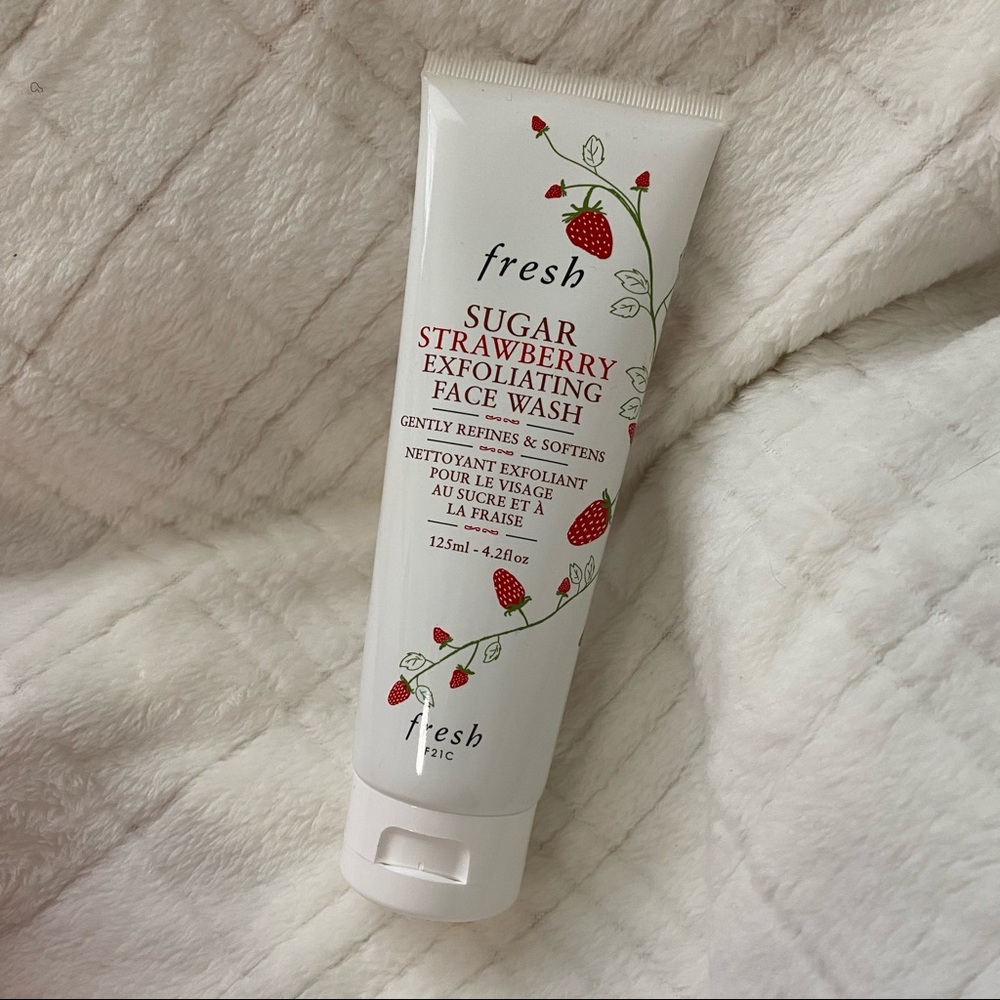 Cs
fresh
SUGAR
STRAWBERRY
EXFOLIATING
FACE WASH
GENTLY REFINES & SOFTENS
NETTOYANT EXFOLIANT
POUR LE VISAGE
AU SUCRE ET À
LA FRAISE
125ml - 4.2fl oz
fresh
F21C